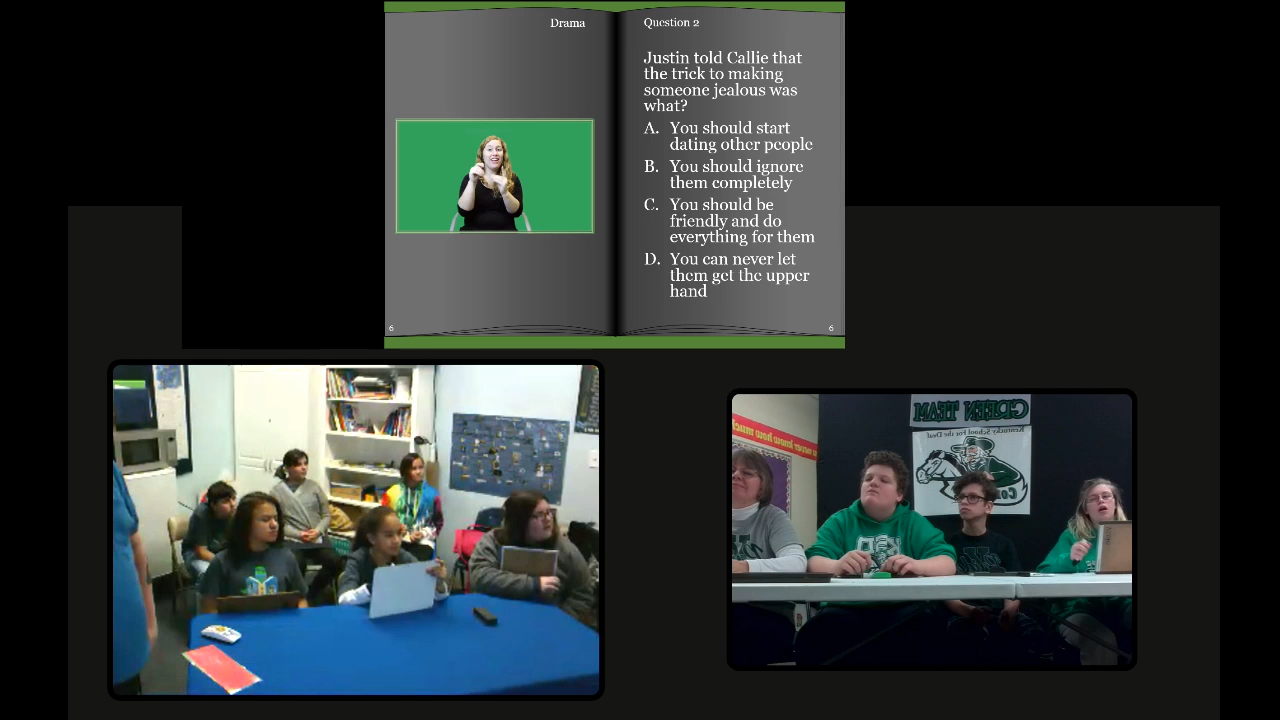 Drama
Question 2
Justin told Callie that
the trick to making
someone jealous was
what?
A. You should start
dating other people
B. You should ignore
them completely
C. You should be
friendly and do
everything for them
D. You can never let
them get the upper
hand
6
6
GREEN TEAM
Kentucky School For the Deaf
Col